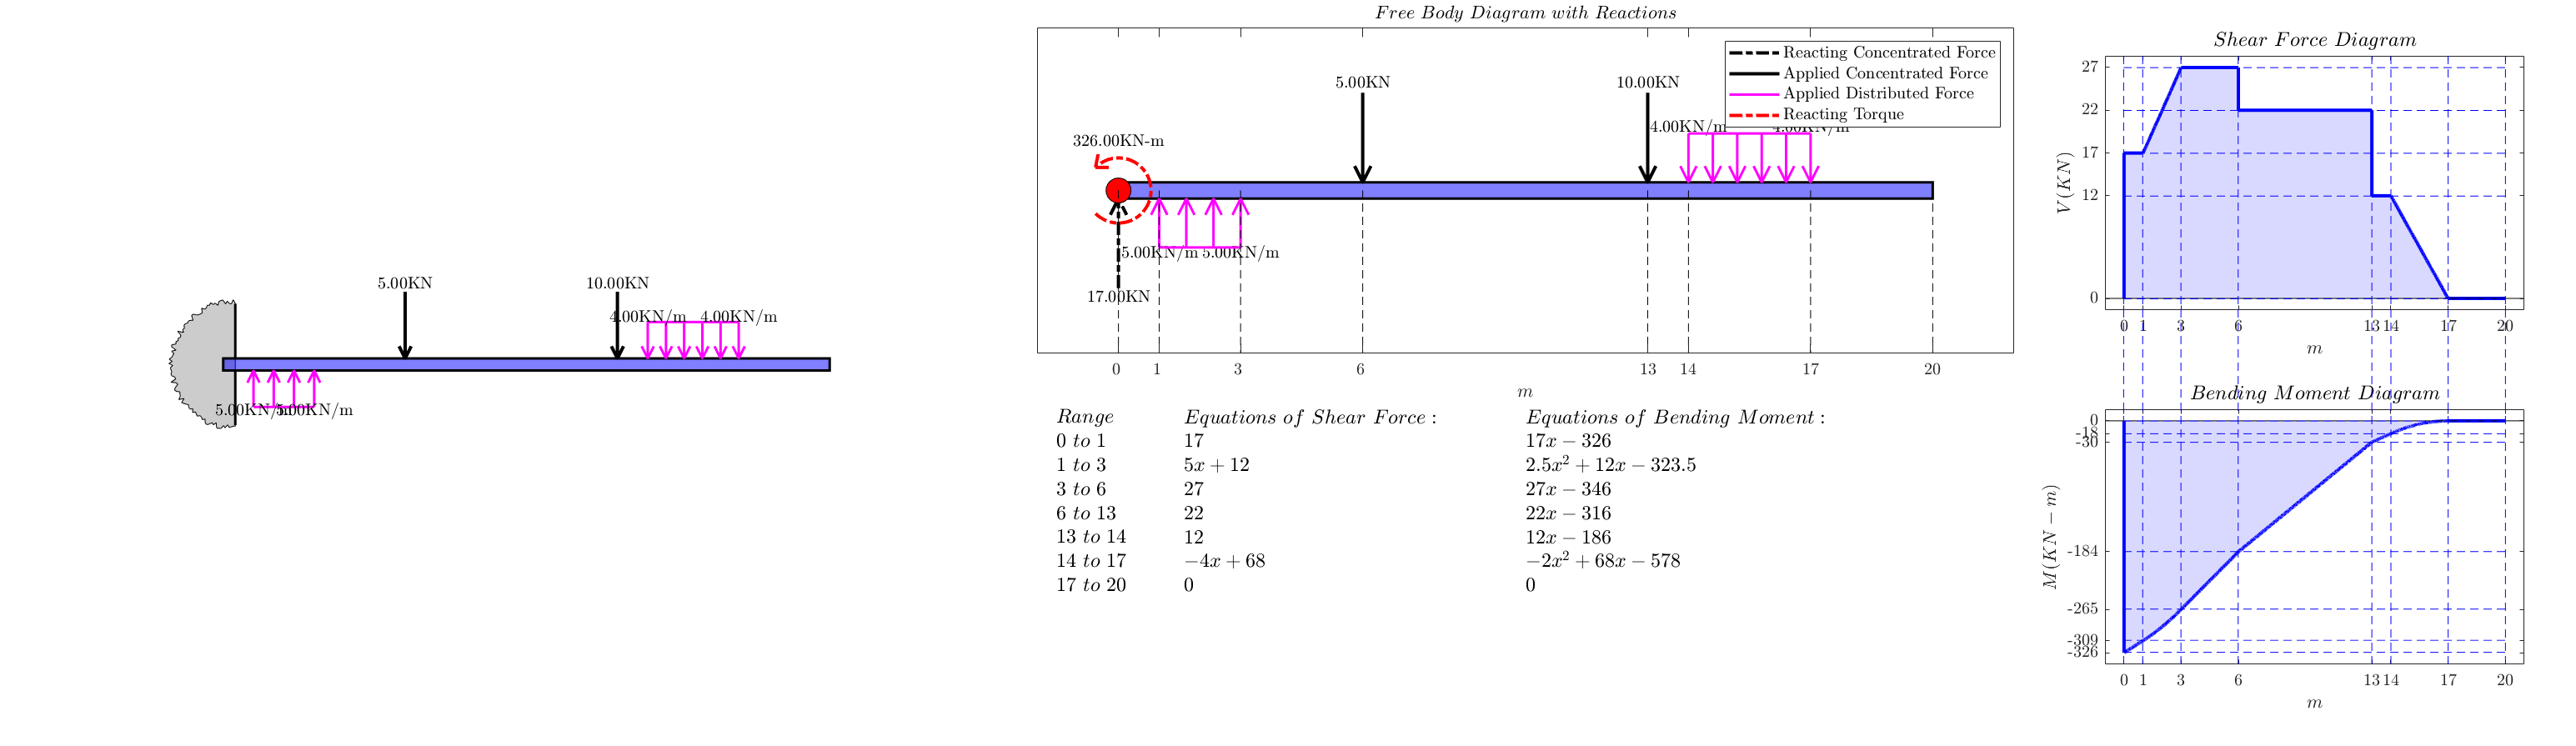 5.00KN
10.00KN
4.00KN/m
4.00KN/m
5.00KN/m
5.00KN/m
Free Body Diagram with Reactions
Reacting Concentrated Force
Applied Concentrated Force
Applied Distributed Force
Reacting Torque
5.00KN
10.00KN
4.00KN/m
4.00KN/m
326.00KN-m
5.00KN/m
5.00KN/m
17.00KN
0 1 3 6 13 14 17 20
m
Range Equations of Shear Force : Equations of Bending Moment :
0 to 1 17 17x − 326
1 to 3 5x + 12 2.5x² + 12x − 323.5
3 to 6 27 27x − 346
6 to 13 22 22x − 316
13 to 14 12 12x − 186
14 to 17 −4x + 68 −2x² + 68x − 578
17 to 20 0 0
Shear Force Diagram
V(KN)
27
22
17
12
0
0 1 3 6 13 14 17 20
m
Bending Moment Diagram
M(KN − m)
0
-18
-30
-184
-265
-309
-326
0 1 3 6 13 14 17 20
m